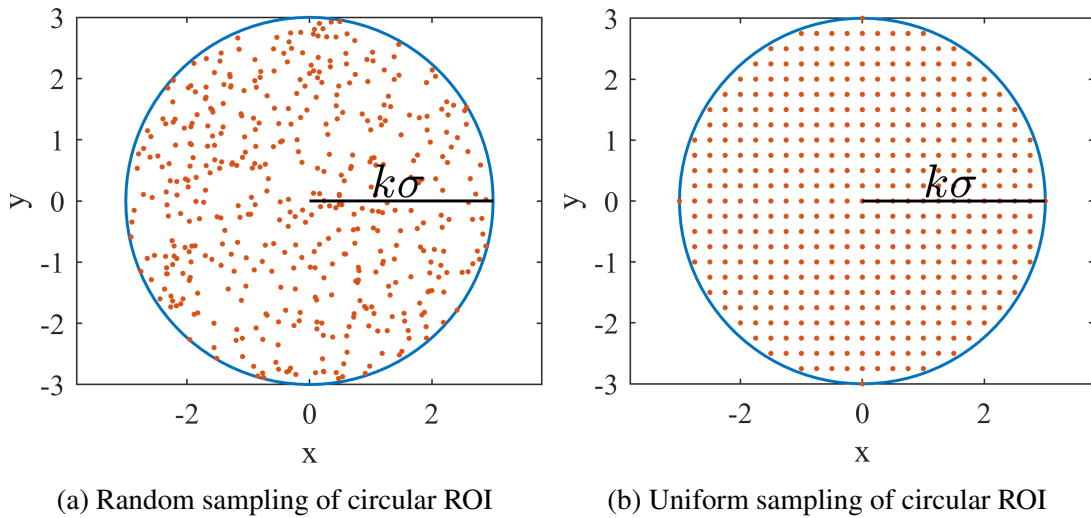 3
2
1
0
-1
-2
-3
y
kσ
-2
0
2
x
(a) Random sampling of circular ROI
3
2
1
0
-1
-2
-3
y
kσ
-2
0
2
x
(b) Uniform sampling of circular ROI